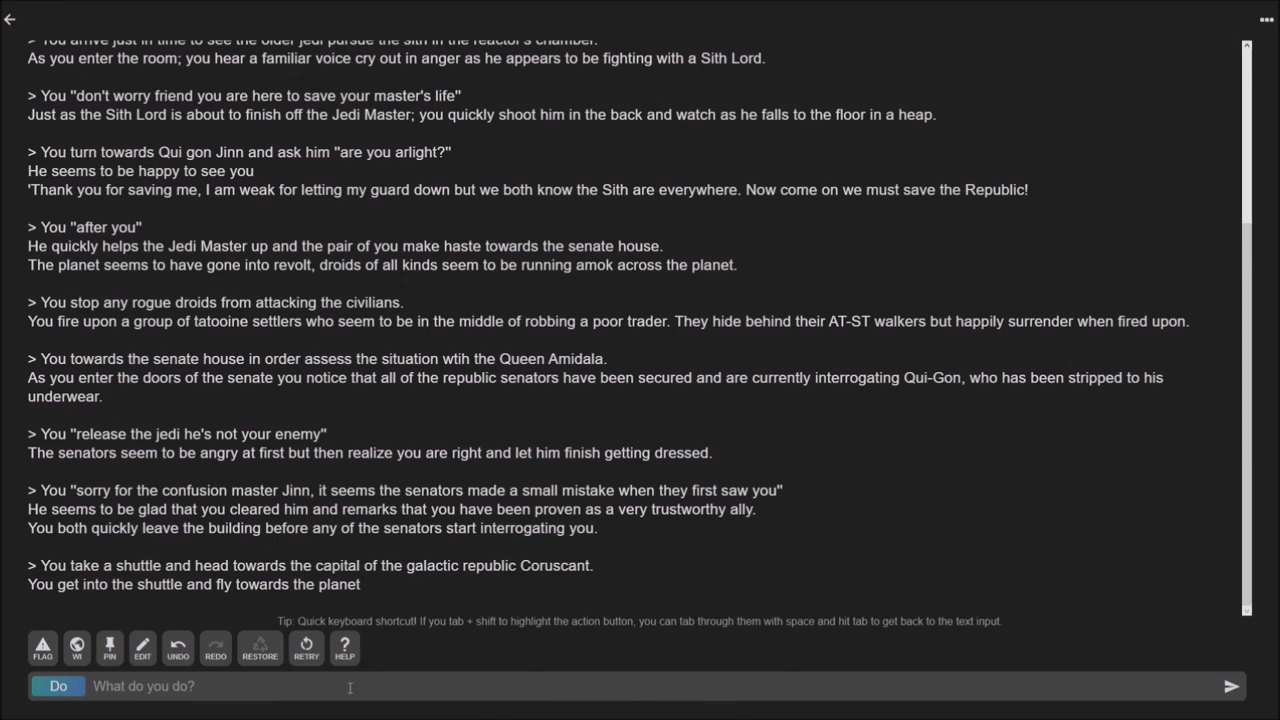 > You arrive just in time to see the older jedi pursue the sith in the reactor's chamber.
As you enter the room; you hear a familiar voice cry out in anger as he appears to be fighting with a Sith Lord.
> You "don't worry friend you are here to save your master's life"
Just as the Sith Lord is about to finish off the Jedi Master; you quickly shoot him in the back and watch as he falls to the floor in a heap.
> You turn towards Qui gon Jinn and ask him "are you arlight?"
He seems to be happy to see you
'Thank you for saving me, I am weak for letting my guard down but we both know the Sith are everywhere. Now come on we must save the Republic!
> You "after you"
He quickly helps the Jedi Master up and the pair of you make haste towards the senate house.
The planet seems to have gone into revolt, droids of all kinds seem to be running amok across the planet.
> You stop any rogue droids from attacking the civilians.
You fire upon a group of tatooine settlers who seem to be in the middle of robbing a poor trader. They hide behind their AT-ST walkers but happily surrender when fired upon.
> You towards the senate house in order assess the situation wtih the Queen Amidala.
As you enter the doors of the senate you notice that all of the republic senators have been secured and are currently interrogating Qui-Gon, who has been stripped to his
underwear.
> You "release the jedi he's not your enemy"
The senators seem to be angry at first but then realize you are right and let him finish getting dressed.
> You "sorry for the confusion master Jinn, it seems the senators made a small mistake when they first saw you"
He seems to be glad that you cleared him and remarks that you have been proven as a very trustworthy ally.
You both quickly leave the building before any of the senators start interrogating you.
> You take a shuttle and head towards the capital of the galactic republic Coruscant.
You get into the shuttle and fly towards the planet
Tip: Quick keyboard shortcut! If you tab + shift to highlight the action button, you can tab through them with space and hit tab to get back to the text input.
FLAG WI PIN EDIT UNDO REDO RESTORE RETRY HELP
Do What do you do?